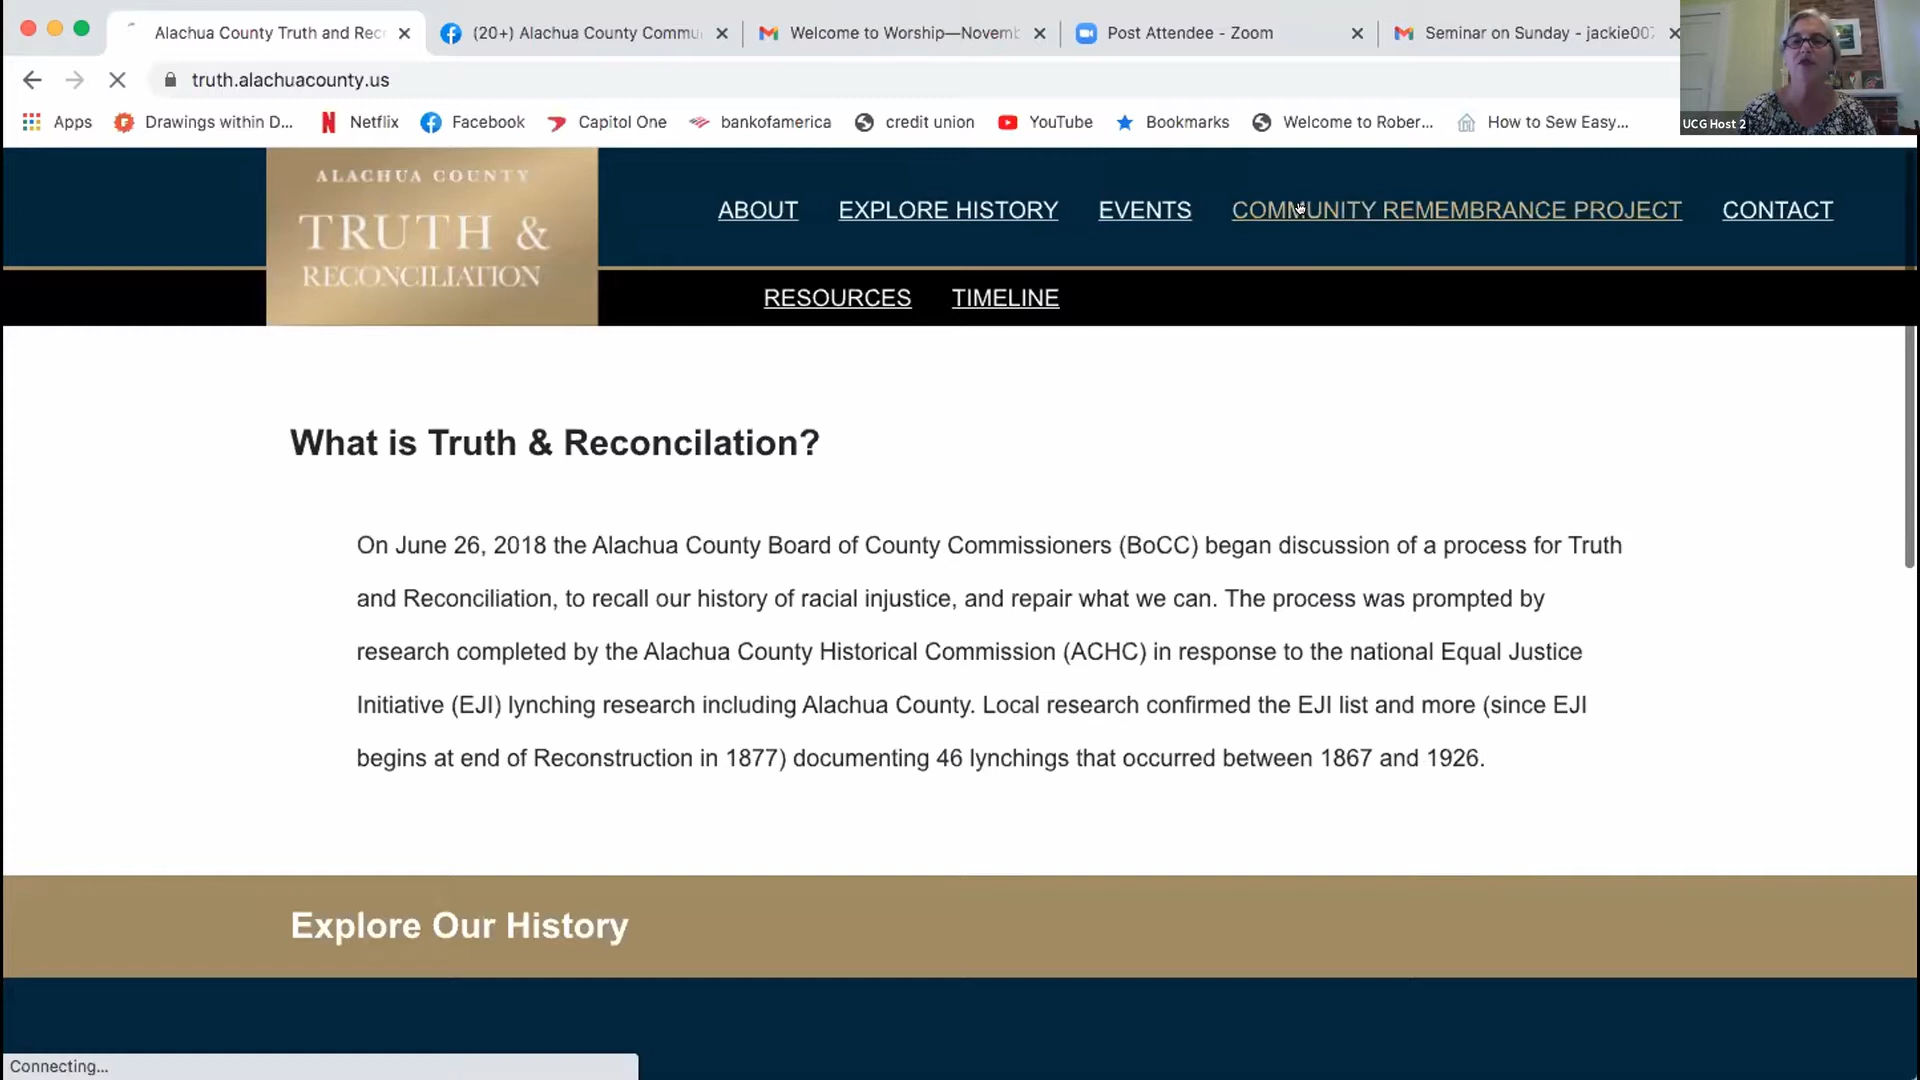 Alachua County Truth and Rec
(20+) Alachua County Commu
Welcome to Worship—Novemb
Post Attendee - Zoom
Seminar on Sunday - jackie007
truth.alachuacounty.us
Apps
Drawings within D...
Netflix
Facebook
Capitol One
bankofamerica
credit union
YouTube
Bookmarks
Welcome to Rober...
How to Sew Easy...
UCG Host 2
ALACHUA COUNTY
TRUTH &
RECONCILIATION
ABOUT
EXPLORE HISTORY
EVENTS
COMMUNITY REMEMBRANCE PROJECT
CONTACT
RESOURCES
TIMELINE
What is Truth & Reconcilation?
On June 26, 2018 the Alachua County Board of County Commissioners (BoCC) began discussion of a process for Truth
and Reconciliation, to recall our history of racial injustice, and repair what we can. The process was prompted by
research completed by the Alachua County Historical Commission (ACHC) in response to the national Equal Justice
Initiative (EJI) lynching research including Alachua County. Local research confirmed the EJI list and more (since EJI
begins at end of Reconstruction in 1877) documenting 46 lynchings that occurred between 1867 and 1926.
Explore Our History
Connecting...